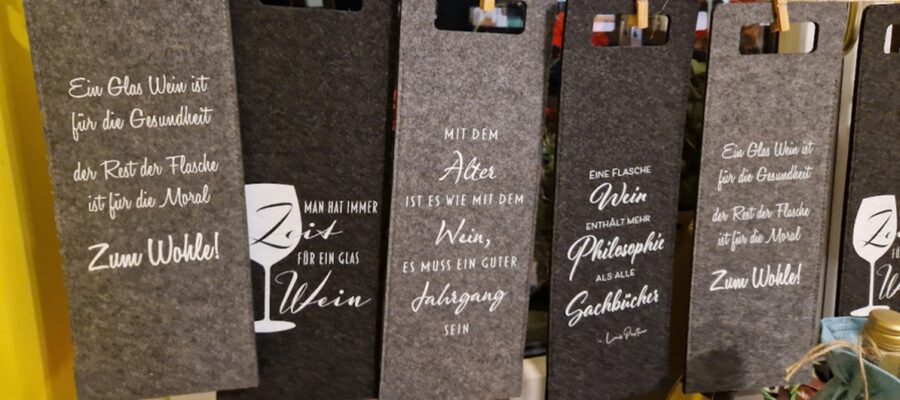 Ein Glas Wein ist
für die Gesundheit
der Rest der Flasche
ist für die Moral
Zum Wohle!
MAN HAT IMMER
Zeit
FÜR EIN GLAS
Wein
MIT DEM
Alter
IST ES WIE MIT DEM
Wein,
ES MUSS EIN GUTER
Jahrgang
SEIN
EINE FLASCHE
Wein
ENTHÄLT MEHR
Philosophie
ALS ALLE
Sachbücher
Louis Pasteur
Ein Glas Wein ist
für die Gesundheit
der Rest der Flasche
ist für die Moral
Zum Wohle!